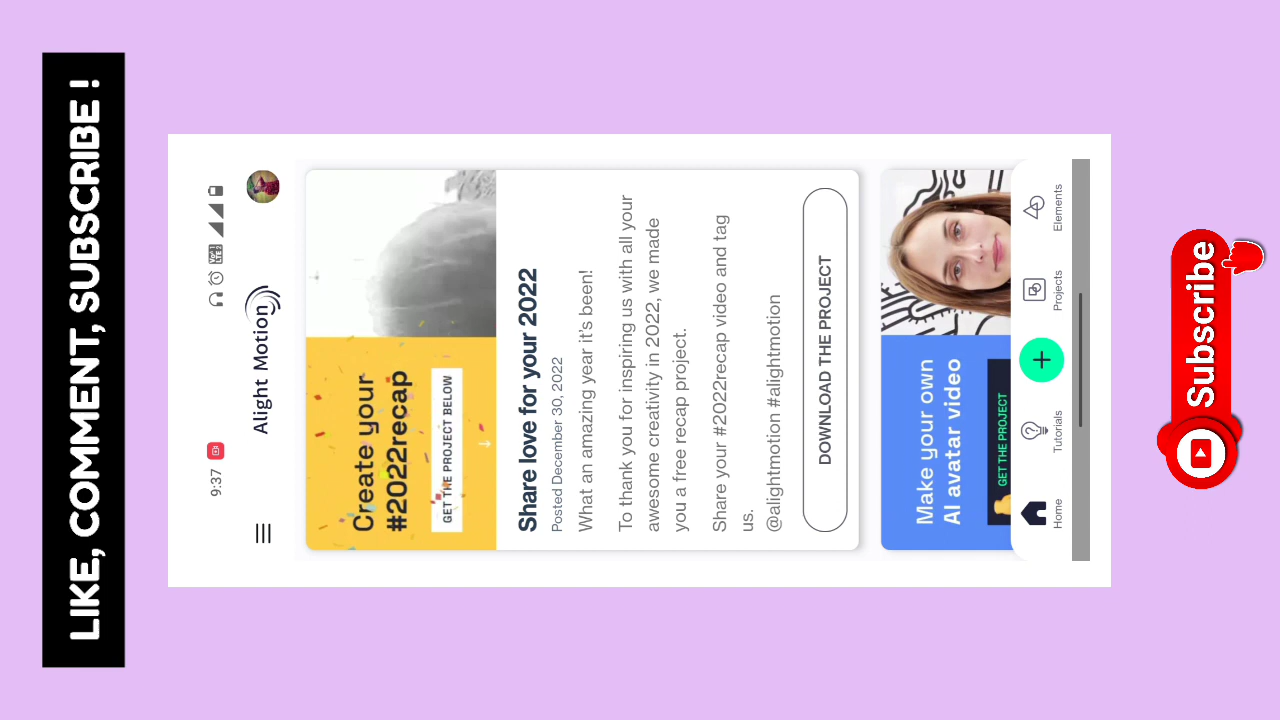 LIKE, COMMENT, SUBSCRIBE !
9:37
Alight Motion
Create your
#2022recap
GET THE PROJECT BELOW
Share love for your 2022
Posted December 30, 2022
What an amazing year it's been!
To thank you for inspiring us with all your
awesome creativity in 2022, we made
you a free recap project.
Share your #2022recap video and tag
us.
@alightmotion #alightmotion
DOWNLOAD THE PROJECT
Make your own
AI avatar video
GET THE PROJECT
Home
Tutorials
Projects
Elements
Subscribe